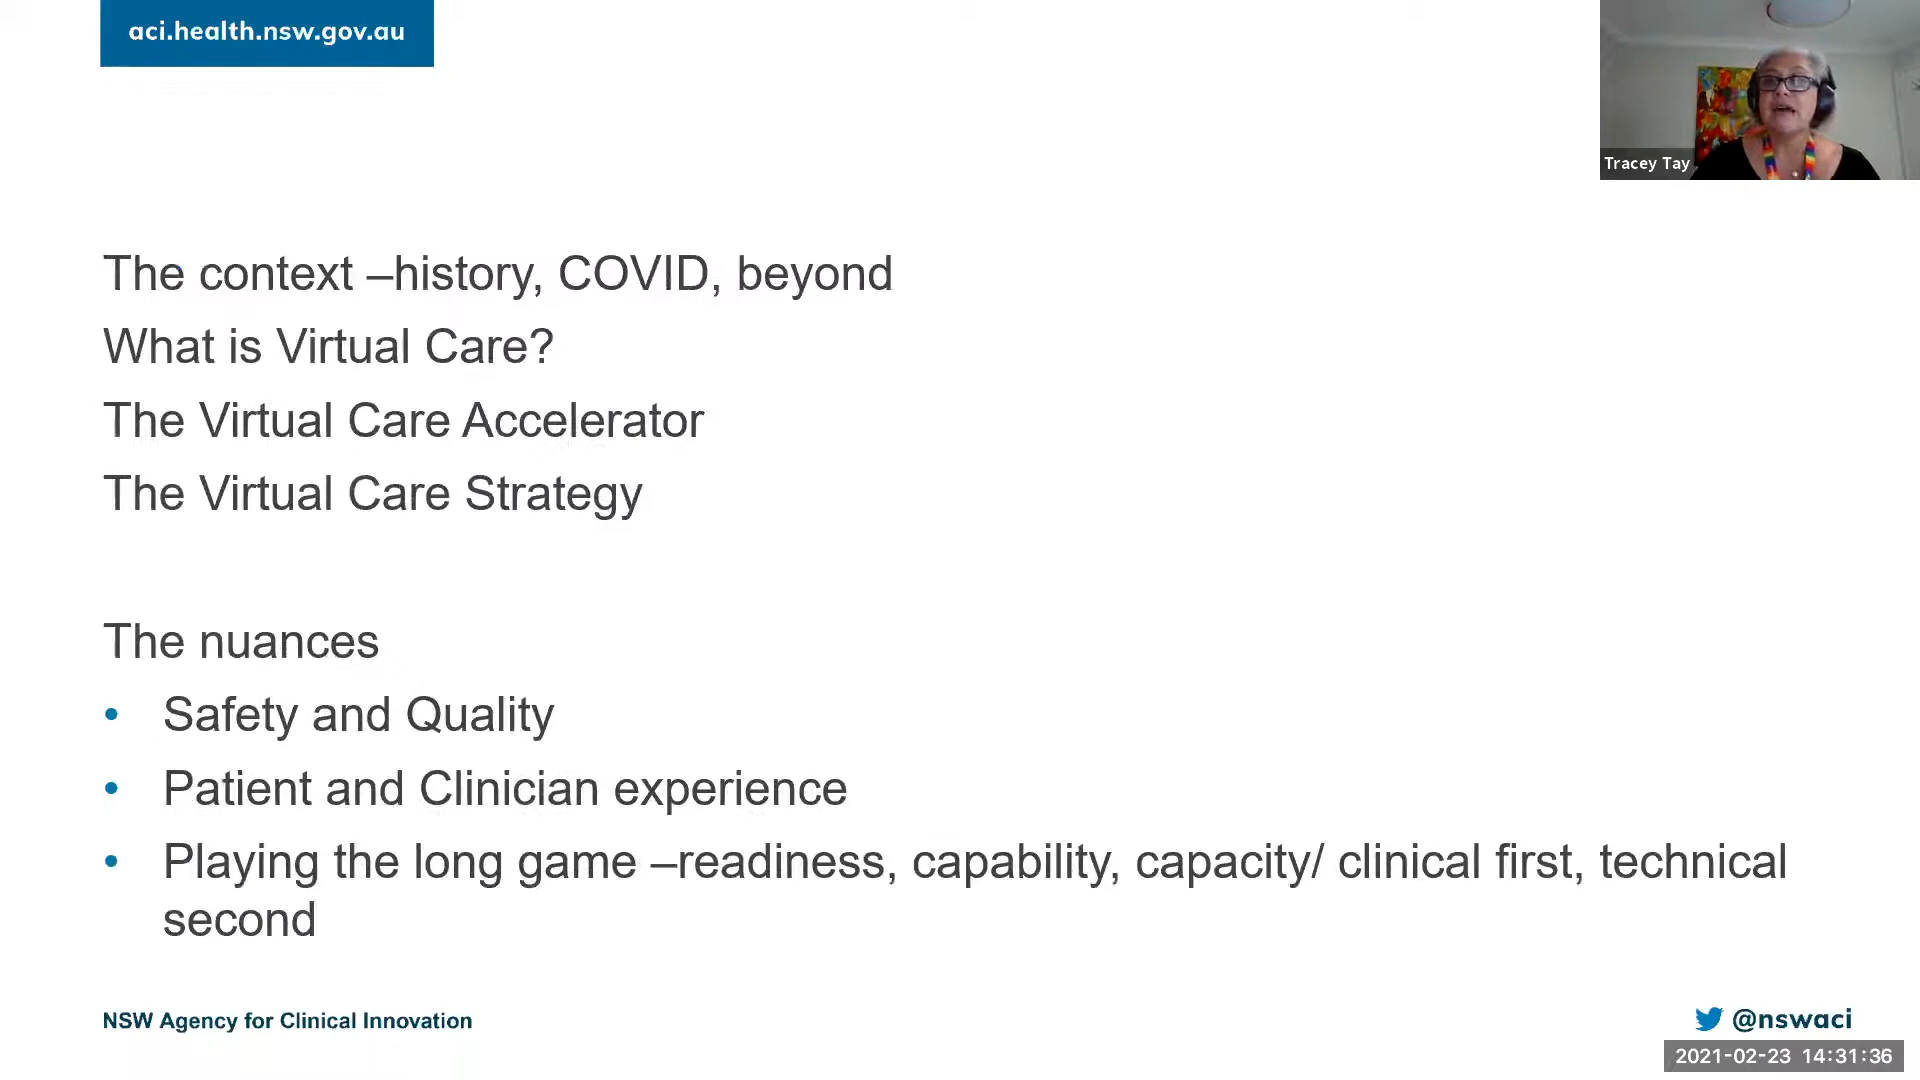 aci.health.nsw.gov.au
Tracey Tay
The context –history, COVID, beyond
What is Virtual Care?
The Virtual Care Accelerator
The Virtual Care Strategy
The nuances
• Safety and Quality
• Patient and Clinician experience
• Playing the long game –readiness, capability, capacity/ clinical first, technical
second
NSW Agency for Clinical Innovation
@nswaci
2021-02-23 14:31:36